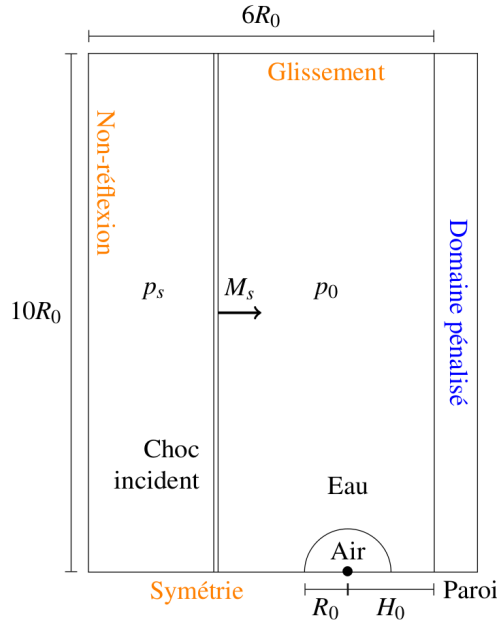 6R₀
Glissement
Non-réflexion
Domaine pénalisé
pₛ
Mₛ
p₀
10R₀
Choc
incident
Eau
Air
Symétrie
R₀
H₀
Paroi